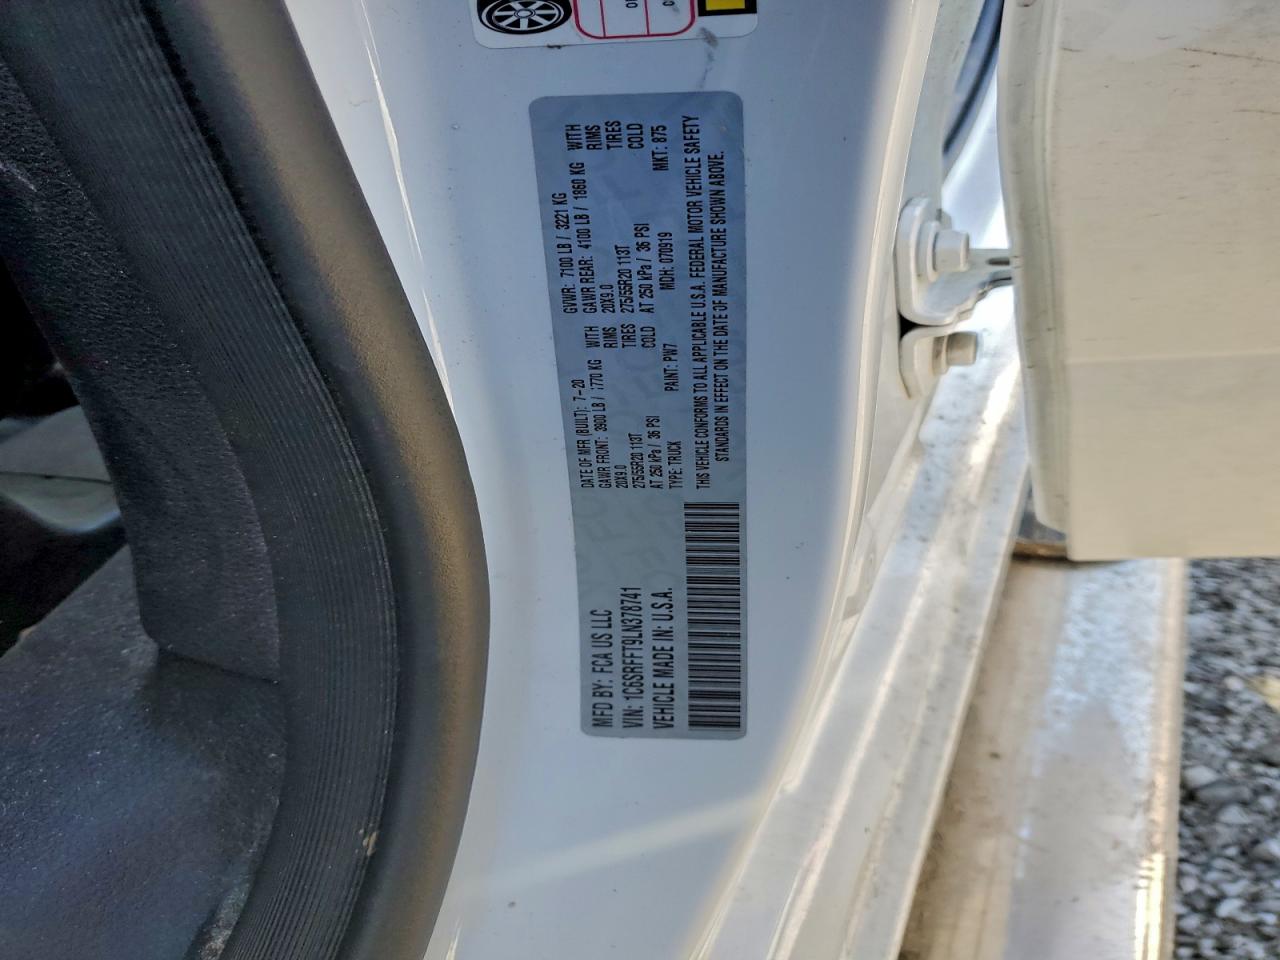 MFD BY: FCA US LLC
VIN: 1C6SRFFT9LN378741
VEHICLE MADE IN: U.S.A.
DATE OF MFR (BUILT): 7-20 GVWR: 7100 LB / 3221 KG
GAWR FRONT: 3900 LB / 1770 KG WITH GAWR REAR: 4100 LB / 1860 KG WITH
20X9.0 RIMS 20X9.0 RIMS
275/55R20 113T TIRES 275/55R20 113T TIRES
AT 250 kPa / 36 PSI COLD AT 250 kPa / 36 PSI COLD
TYPE: TRUCK PAINT: PW7 MDH: 070919 MKT: 875
THIS VEHICLE CONFORMS TO ALL APPLICABLE U.S.A. FEDERAL MOTOR VEHICLE SAFETY
STANDARDS IN EFFECT ON THE DATE OF MANUFACTURE SHOWN ABOVE.